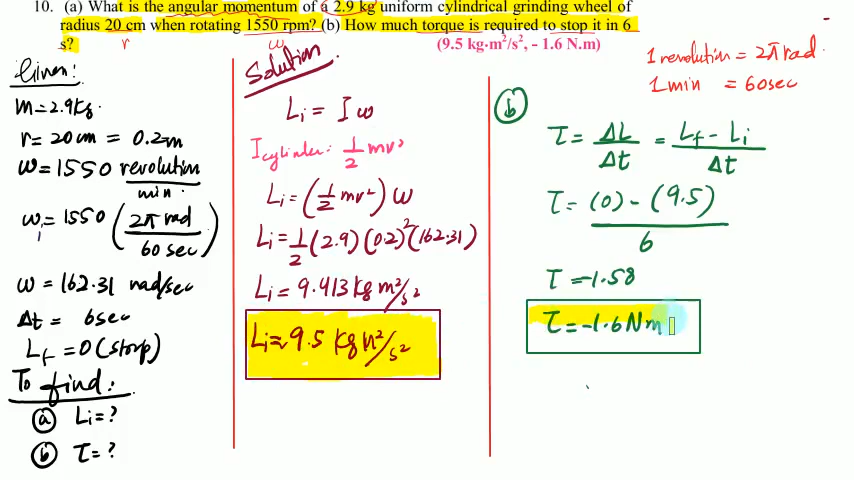 10. (a) What is the angular momentum of a 2.9 kg uniform cylindrical grinding wheel of
radius 20 cm when rotating 1550 rpm? (b) How much torque is required to stop it in 6
s?
(9.5 kg·m²/s², - 1.6 N.m)
r
w
1 revolution = 2π rad.
1 min = 60 sec
Given:
m = 2.9 kg.
r = 20 cm = 0.2 m
ω = 1550 revolution/min.
ω = 1550 (2π rad/60 sec)
ω = 162.31 rad/sec
Δt = 6 sec
Lf = 0 (stop)
To find:
(a) Li = ?
(b) τ = ?
Solution
Li = I ω
I cylinder: 1/2 mr²
Li = (1/2 mr²) ω
Li = 1/2 (2.9) (0.2)² (162.31)
Li = 9.413 kg m²/s²
Li ≈ 9.5 kg m²/s²
(b)
τ = ΔL/Δt = Lf - Li/Δt
τ = (0) - (9.5)/6
τ = -1.58
τ = -1.6 N m